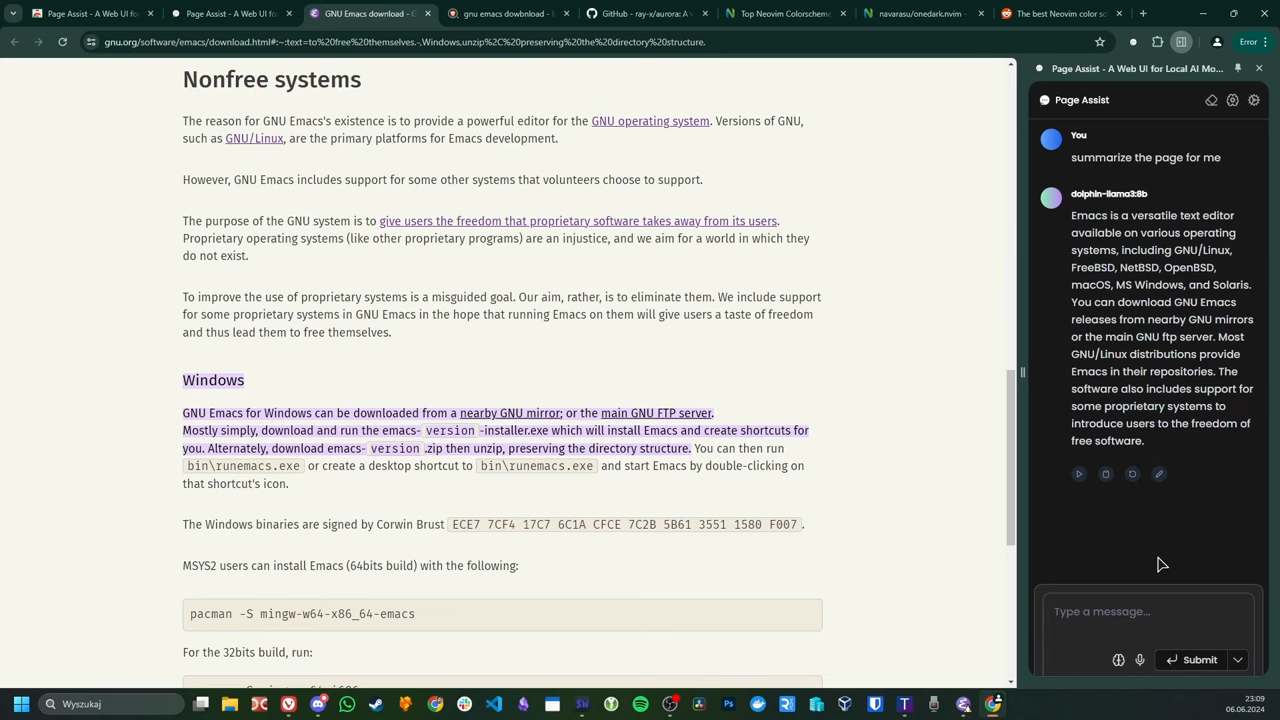 Page Assist - A Web UI for
Page Assist - A Web UI for
GNU Emacs download - G
gnu emacs dowbnload - B
GitHub - ray-x/aurora: A v
Top Neovim Colorscheme
navarasu/onedark.nvim -
The best Neovim color sc
gnu.org/software/emacs/download.html#:~:text=to%20free%20themselves.-,Windows,unzip%2C%20preserving%20the%20directory%20structure.
Error
Nonfree systems
The reason for GNU Emacs's existence is to provide a powerful editor for the GNU operating system. Versions of GNU,
such as GNU/Linux, are the primary platforms for Emacs development.
However, GNU Emacs includes support for some other systems that volunteers choose to support.
The purpose of the GNU system is to give users the freedom that proprietary software takes away from its users.
Proprietary operating systems (like other proprietary programs) are an injustice, and we aim for a world in which they
do not exist.
To improve the use of proprietary systems is a misguided goal. Our aim, rather, is to eliminate them. We include support
for some proprietary systems in GNU Emacs in the hope that running Emacs on them will give users a taste of freedom
and thus lead them to free themselves.
Windows
GNU Emacs for Windows can be downloaded from a nearby GNU mirror; or the main GNU FTP server.
Mostly simply, download and run the emacs- version -installer.exe which will install Emacs and create shortcuts for
you. Alternately, download emacs- version .zip then unzip, preserving the directory structure. You can then run
bin\runemacs.exe or create a desktop shortcut to bin\runemacs.exe and start Emacs by double-clicking on
that shortcut's icon.
The Windows binaries are signed by Corwin Brust ECE7 7CF4 17C7 6C1A CFCE 7C2B 5B61 3551 1580 F007.
MSYS2 users can install Emacs (64bits build) with the following:
pacman -S mingw-w64-x86_64-emacs
For the 32bits build, run:
Page Assist - A Web UI for Local AI Mo...
Page Assist
You
summarize the page for me
dolphin-llama3:8b
Emacs is a versatile text editor
available on various operating
systems, including GNU/Linux,
FreeBSD, NetBSD, OpenBSD,
macOS, MS Windows, and Solaris.
You can download GNU Emacs
releases from nearby GNU mirrors
or the main GNU ftp server. Most
GNU/Linux distributions provide
Emacs in their repositories. The
software also includes support for
some proprietary systems to
introduce users to the freedom of
free software.
Type a message...
Submit
Wyszukaj
23:09
06.06.2024